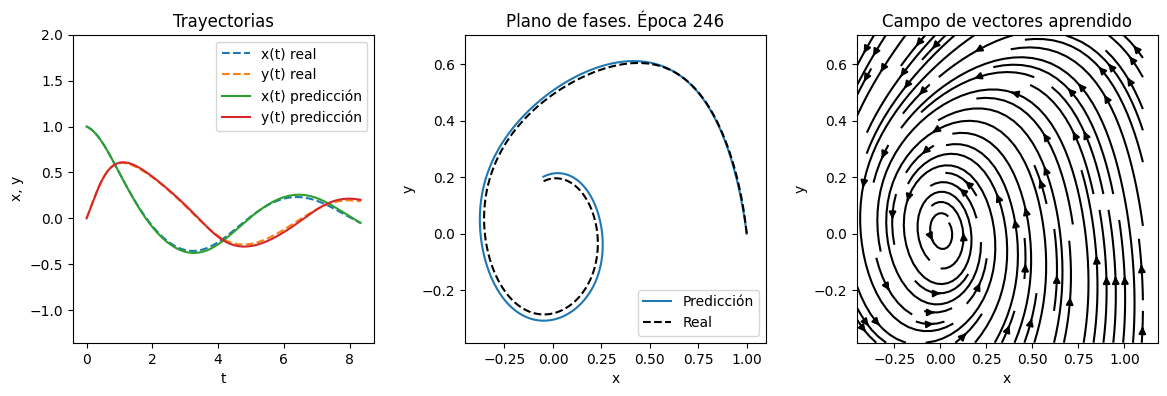 Trayectorias
2.0
1.5
1.0
0.5
0.0
−0.5
−1.0
x, y
0 2 4 6 8
t
x(t) real
y(t) real
x(t) predicción
y(t) predicción
Plano de fases. Época 246
0.6
0.4
0.2
0.0
−0.2
y
−0.25 0.00 0.25 0.50 0.75 1.00
x
Predicción
Real
Campo de vectores aprendido
0.6
0.4
0.2
0.0
−0.2
y
−0.25 0.00 0.25 0.50 0.75 1.00
x